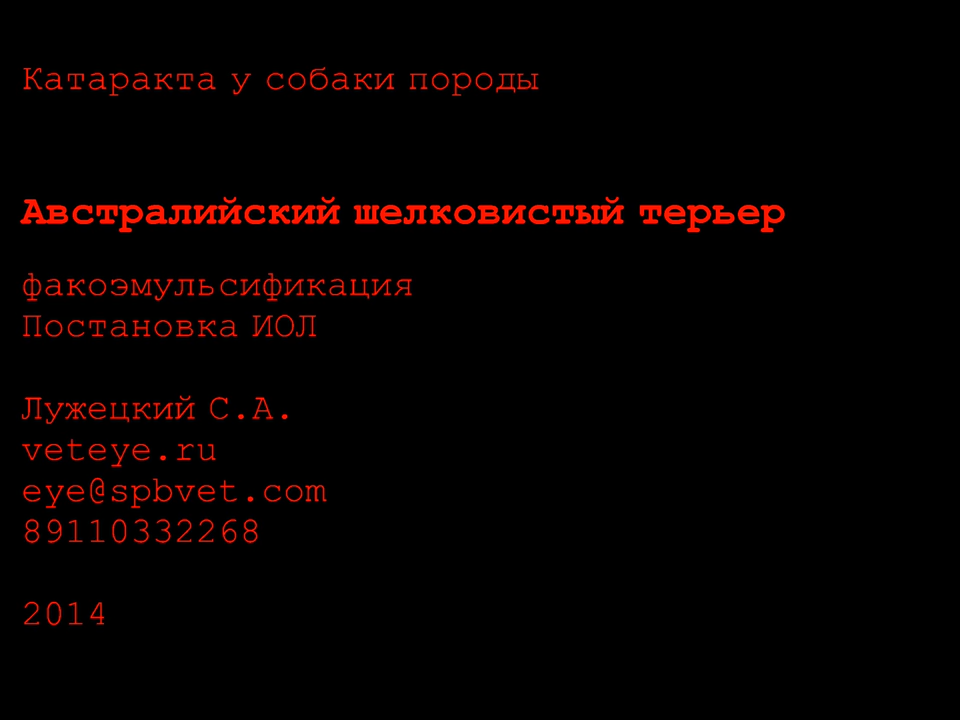 Катаракта у собаки породы
Австралийский шелковистый терьер
факоэмульсификация
Постановка ИОЛ
Лужецкий С.А.
veteye.ru
eye@spbvet.com
89110332268
2014